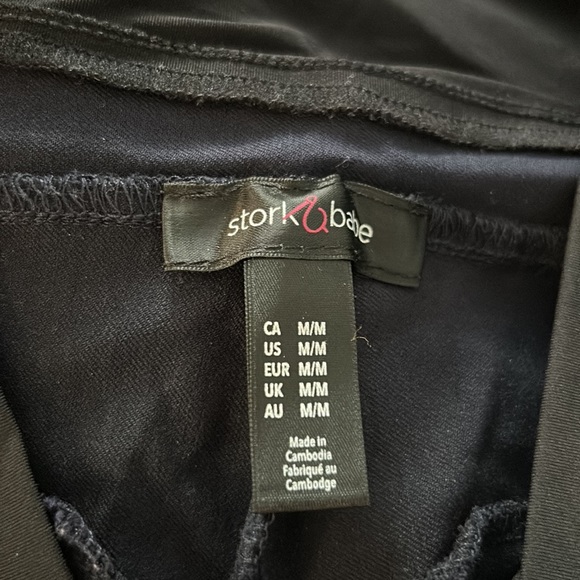 stork & babe
CA M/M
US M/M
EUR M/M
UK M/M
AU M/M
Made in
Cambodia
Fabriqué au
Cambodge